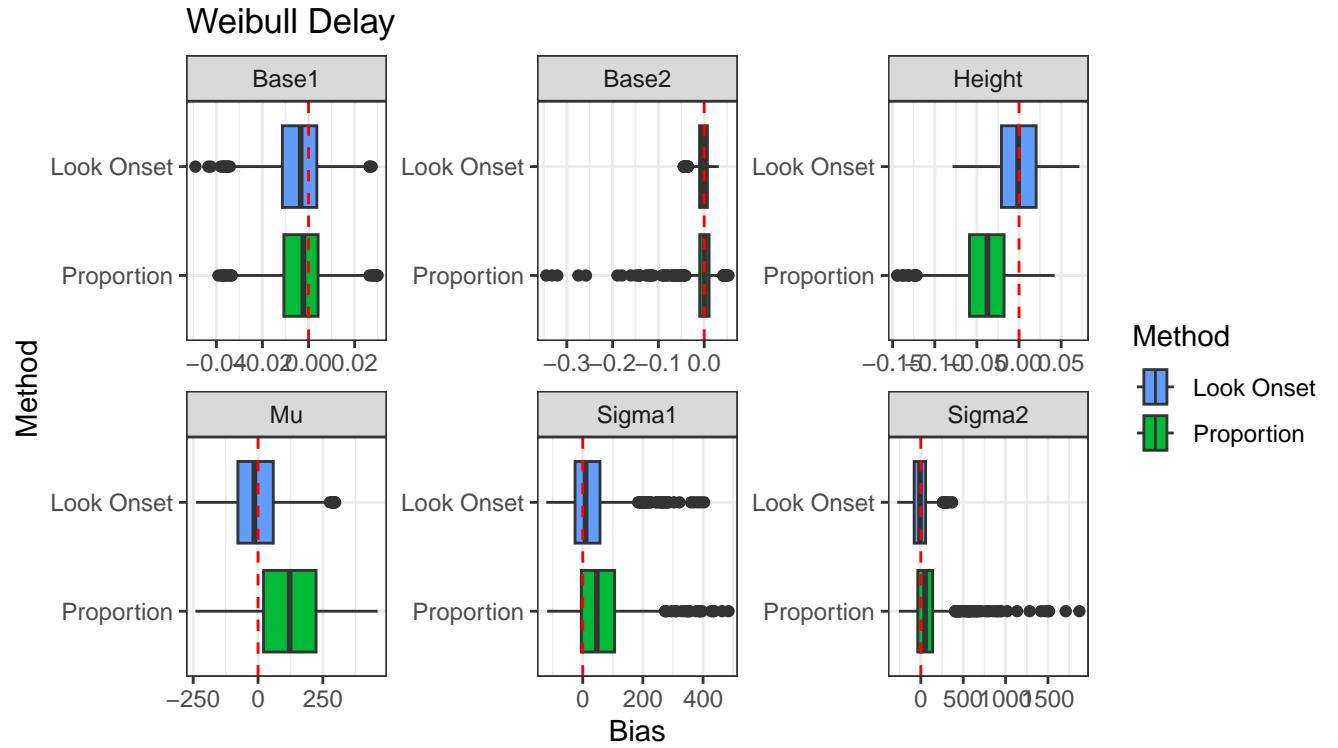 Weibull Delay
Base1
Base2
Height
Look Onset
Proportion
Look Onset
Proportion
Look Onset
Proportion
−0.04 −0.02 0.00 0.02
−0.3 −0.2 −0.1 0.0
−0.15 −0.10 −0.05 0.00 0.05
Mu
Sigma1
Sigma2
Look Onset
Proportion
Look Onset
Proportion
Look Onset
Proportion
−250 0 250
0 200 400
0 500 1000 1500
Bias
Method
Method
Look Onset
Proportion